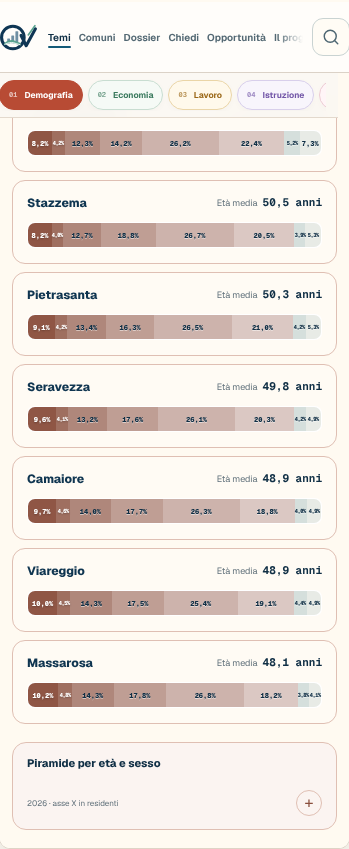 Temi Comuni Dossier Chiedi Opportunità Il pro
01 Demografia 02 Economia 03 Lavoro 04 Istruzione
8,2% 4,2% 12,3% 14,2% 26,2% 22,4% 5,2% 7,3%
Stazzema Età media 50,5 anni
8,2% 4,0% 12,7% 18,8% 26,7% 20,5% 3,9% 5,3%
Pietrasanta Età media 50,3 anni
9,1% 4,2% 13,4% 16,3% 26,5% 21,0% 4,2% 5,3%
Seravezza Età media 49,8 anni
9,6% 4,1% 13,2% 17,6% 26,1% 20,3% 4,2% 4,9%
Camaiore Età media 48,9 anni
9,7% 4,6% 14,0% 17,7% 26,3% 18,8% 4,0% 4,9%
Viareggio Età media 48,9 anni
10,0% 4,5% 14,3% 17,5% 25,4% 19,1% 4,4% 4,9%
Massarosa Età media 48,1 anni
10,2% 4,8% 14,3% 17,8% 26,8% 18,2% 3,8% 4,1%
Piramide per età e sesso
2026 · asse X in residenti +